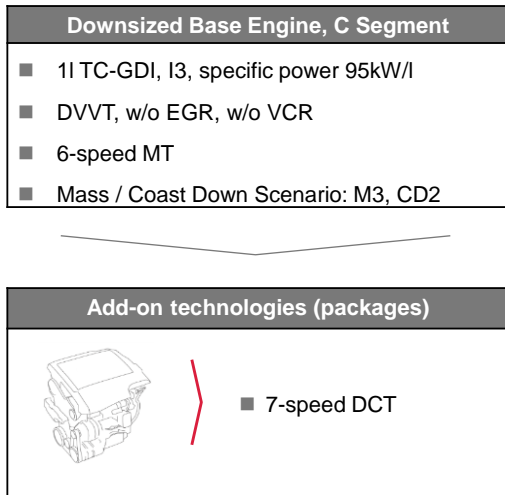 Downsized Base Engine, C Segment
■ 1l TC-GDI, I3, specific power 95kW/l
■ DVVT, w/o EGR, w/o VCR
■ 6-speed MT
■ Mass / Coast Down Scenario: M3, CD2
Add-on technologies (packages)
■ 7-speed DCT